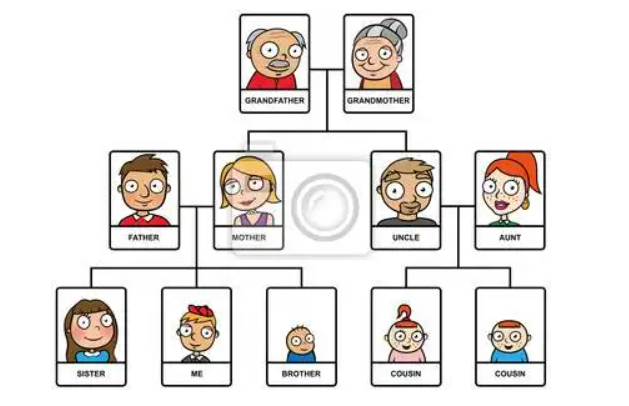 GRANDFATHER
GRANDMOTHER
FATHER
MOTHER
UNCLE
AUNT
SISTER
ME
BROTHER
COUSIN
COUSIN